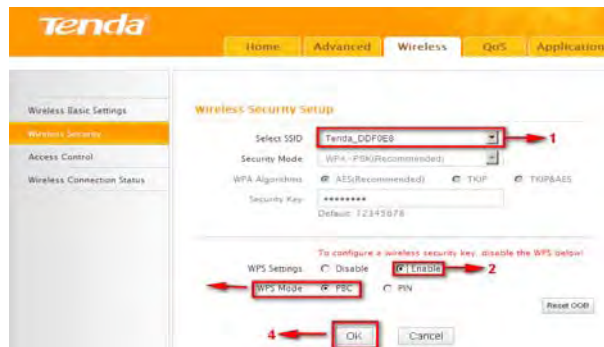 Tenda
Home Advanced Wireless QoS Application
Wireless Basic Settings
Wireless Security
Access Control
Wireless Connection Status
Wireless Security Setup
Select SSID Tenda_DDF0E8 1
Security Mode WPA-PSK(Recommended)
WPA Algorithms AES(Recommended) TKIP TKIP&AES
Security Key ********
Default: 12345678
To configure a wireless security key, disable the WPS below!
WPS Settings Disable Enable 2
WPS Mode PBC PIN
Reset OOB
4 OK Cancel